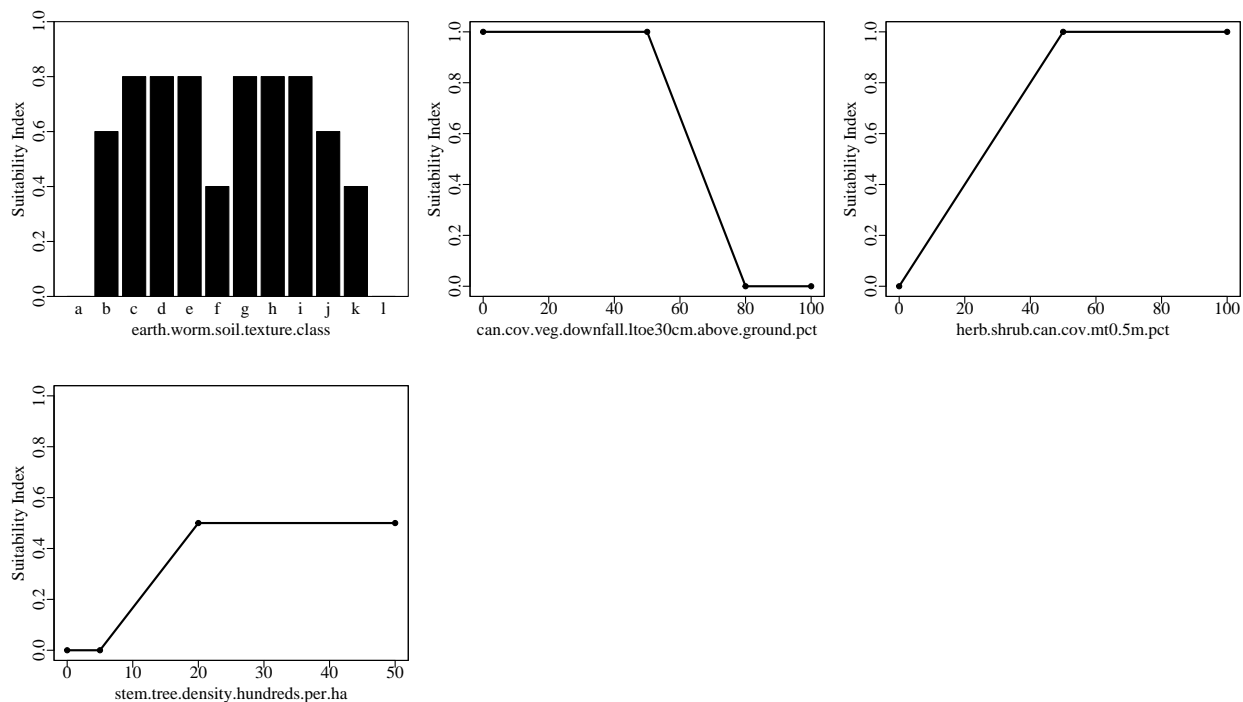 Suitability Index
0.0 0.2 0.4 0.6 0.8 1.0
a b c d e f g h i j k l
earth.worm.soil.texture.class
Suitability Index
0.0 0.2 0.4 0.6 0.8 1.0
0 20 40 60 80 100
can.cov.veg.downfall.ltoe30cm.above.ground.pct
Suitability Index
0.0 0.2 0.4 0.6 0.8 1.0
0 20 40 60 80 100
herb.shrub.can.cov.mt0.5m.pct
Suitability Index
0.0 0.2 0.4 0.6 0.8 1.0
0 10 20 30 40 50
stem.tree.density.hundreds.per.ha